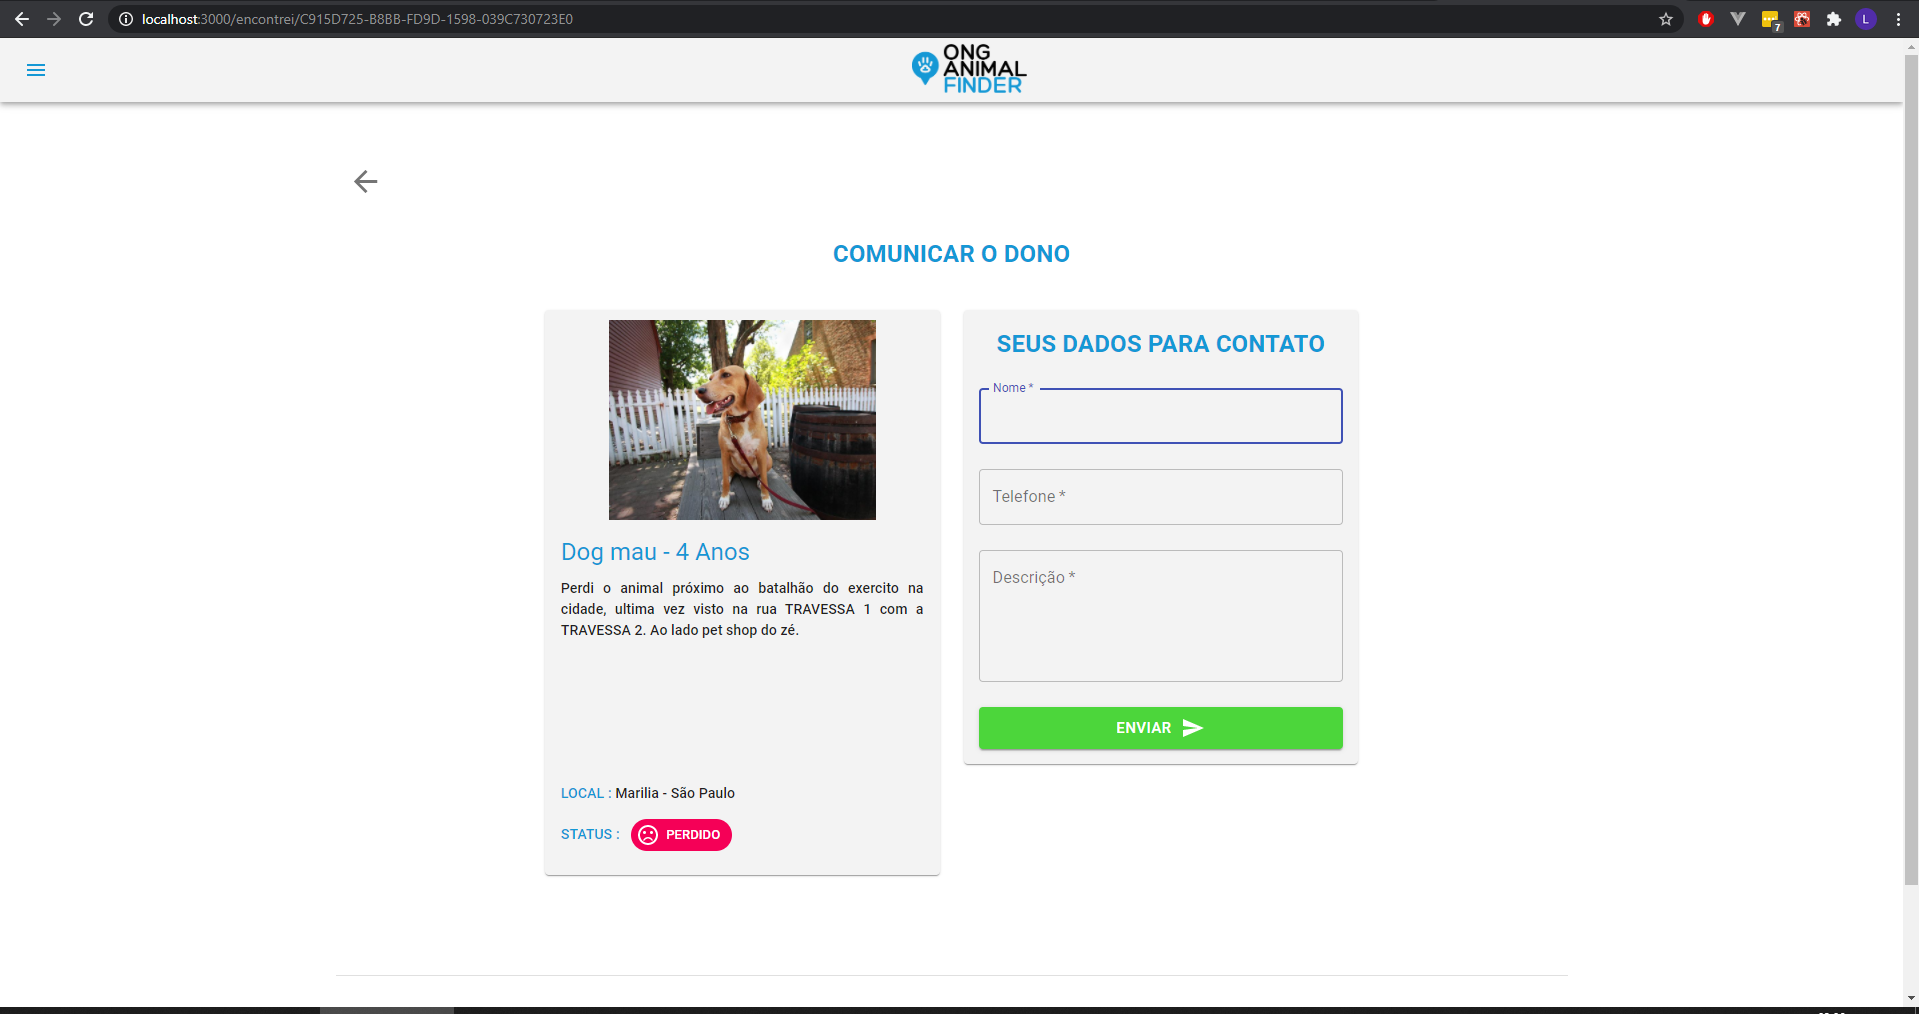 localhost:3000/encontrei/C915D725-B8BB-FD9D-1598-039C730723E0
7
L
ONG
ANIMAL
FINDER
COMUNICAR O DONO
Dog mau - 4 Anos
Perdi o animal próximo ao batalhão do exercito na
cidade, ultima vez visto na rua TRAVESSA 1 com a
TRAVESSA 2. Ao lado pet shop do zé.
LOCAL : Marilia - São Paulo
STATUS : PERDIDO
SEUS DADOS PARA CONTATO
Nome *
Telefone *
Descrição *
ENVIAR